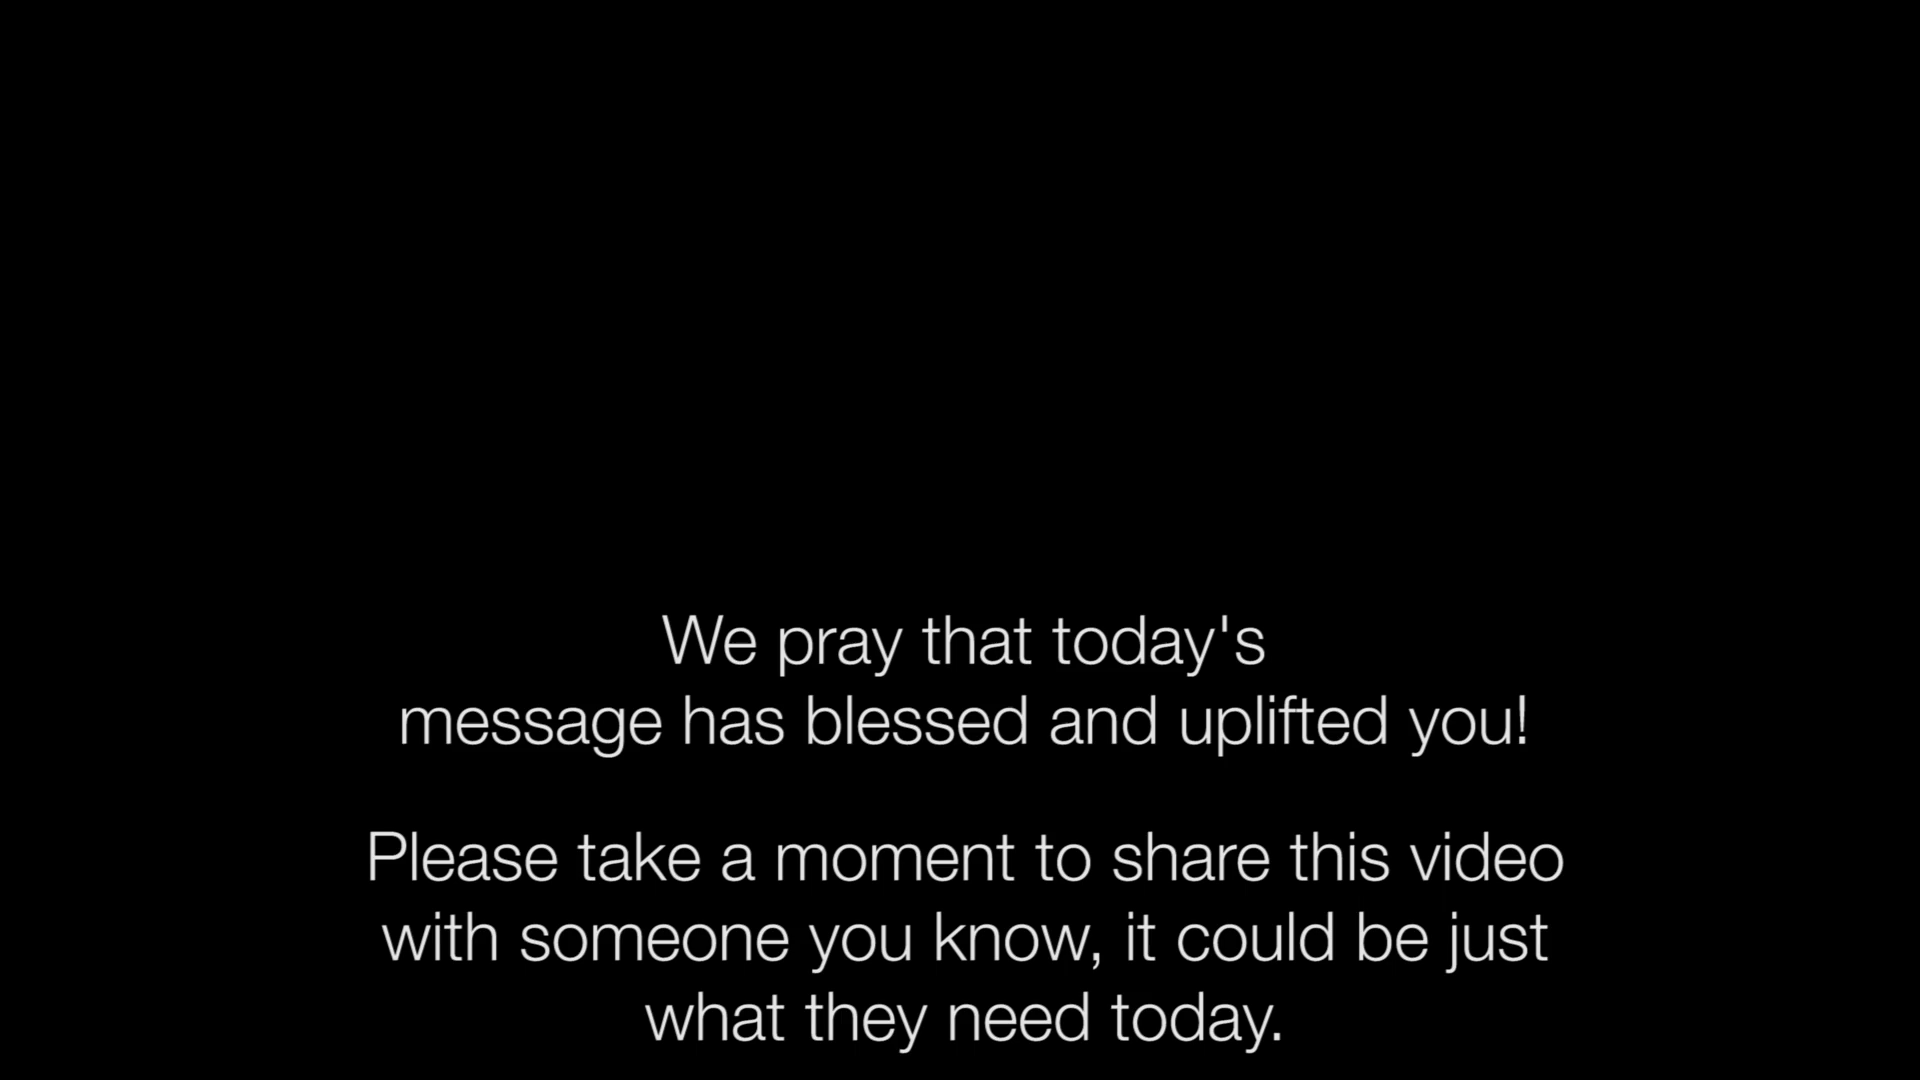 We pray that today's
message has blessed and uplifted you!
Please take a moment to share this video
with someone you know, it could be just
what they need today.